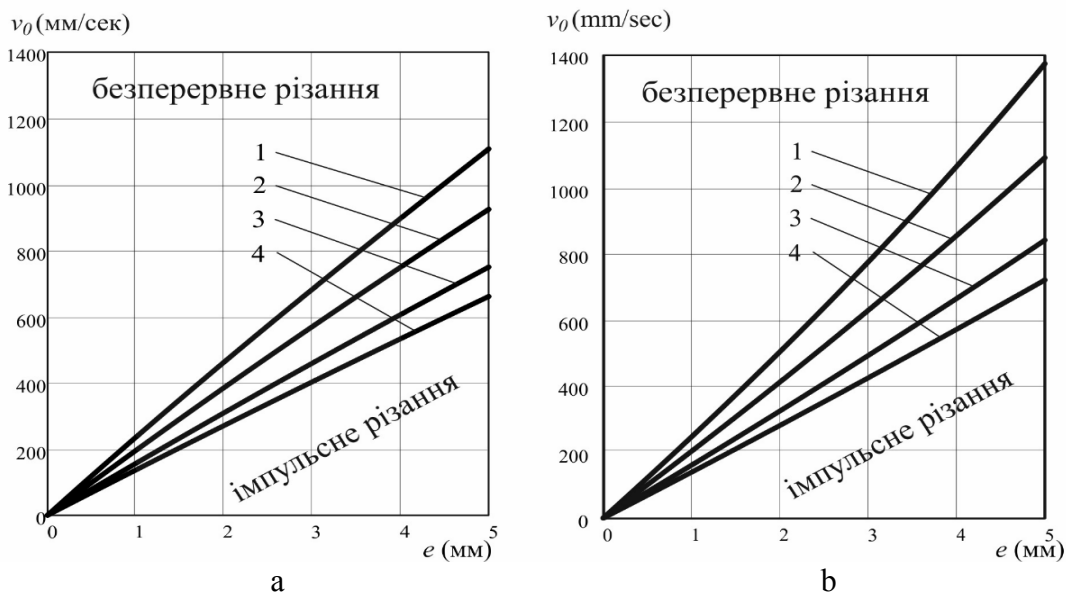 v₀ (мм/сек)
1400
1200
1000
800
600
400
200
0
безперервне різання
1
2
3
4
імпульсне різання
0 1 2 3 4 5
e (мм)
a
v₀ (mm/sec)
1400
1200
1000
800
600
400
200
0
безперервне різання
1
2
3
4
імпульсне різання
0 1 2 3 4 5
e (мм)
b